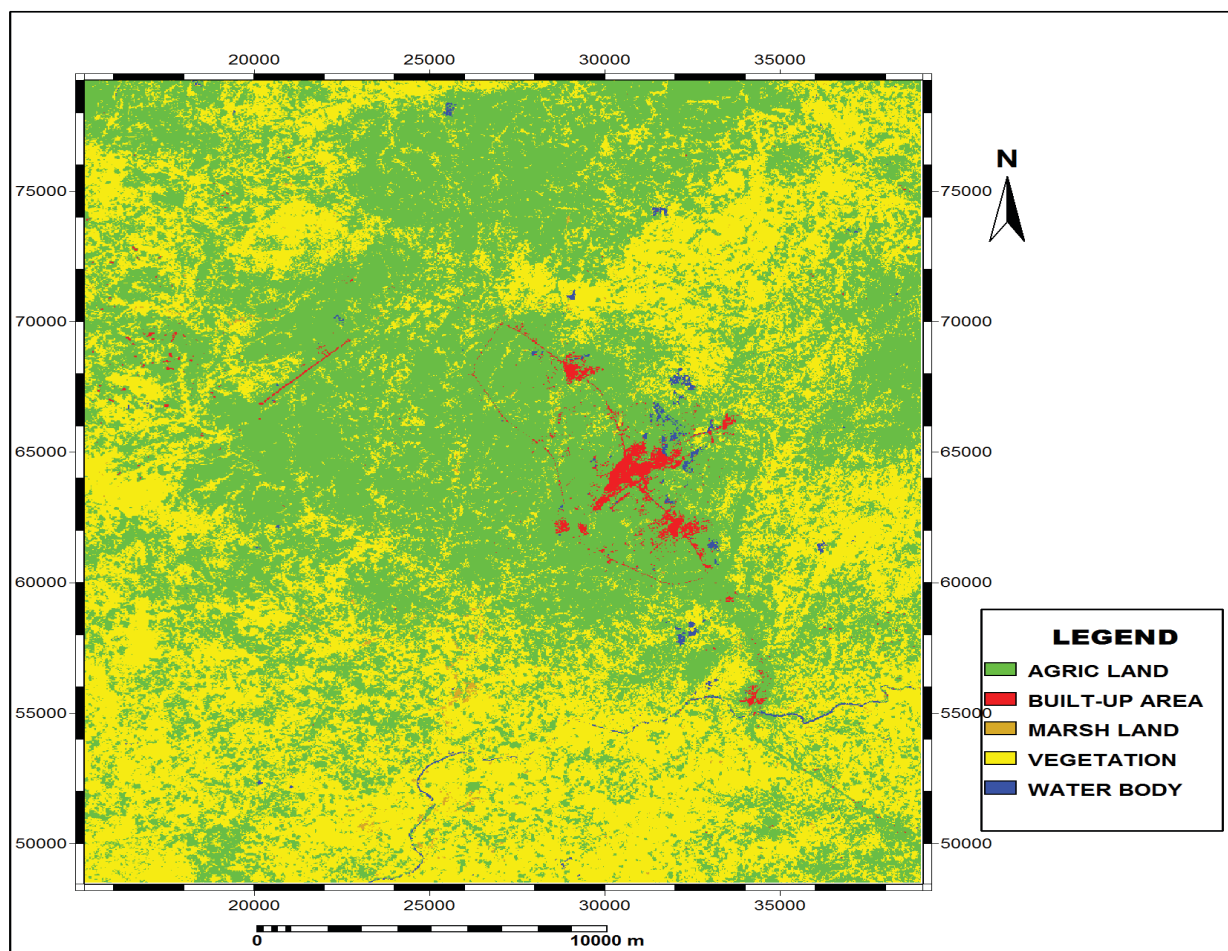 20000 25000 30000 35000
N
75000 75000
70000 70000
65000 65000
60000 60000
LEGEND
AGRIC LAND
BUILT-UP AREA
55000 55000
MARSH LAND
VEGETATION
WATER BODY
50000 50000
20000 25000 30000 35000
0 10000 m